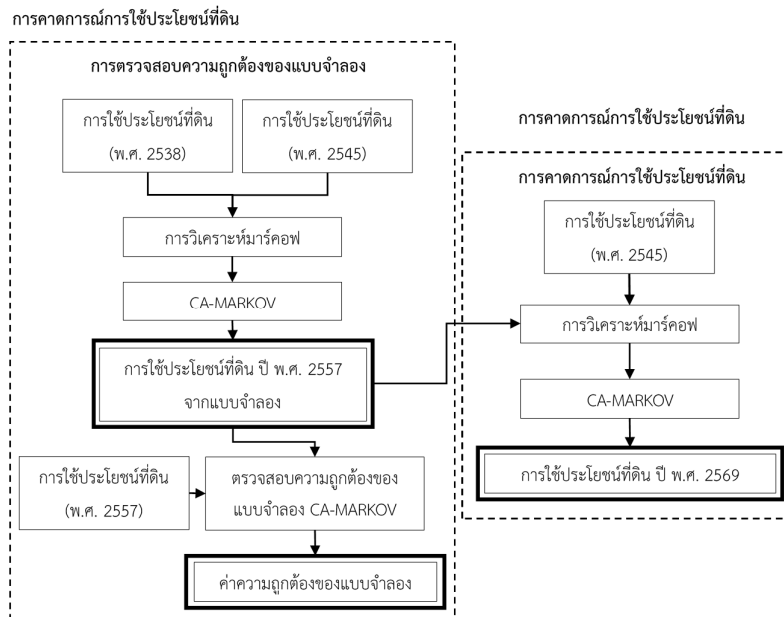 การคาดการณ์การใช้ประโยชน์ที่ดิน
การตรวจสอบความถูกต้องของแบบจำลอง
การใช้ประโยชน์ที่ดิน
(พ.ศ. 2538)
การใช้ประโยชน์ที่ดิน
(พ.ศ. 2545)
การวิเคราะห์มาร์คอฟ
CA-MARKOV
การใช้ประโยชน์ที่ดิน ปี พ.ศ. 2557
จากแบบจำลอง
การใช้ประโยชน์ที่ดิน
(พ.ศ. 2557)
ตรวจสอบความถูกต้องของ
แบบจำลอง CA-MARKOV
ค่าความถูกต้องของแบบจำลอง
การคาดการณ์การใช้ประโยชน์ที่ดิน
การคาดการณ์การใช้ประโยชน์ที่ดิน
การใช้ประโยชน์ที่ดิน
(พ.ศ. 2545)
การวิเคราะห์มาร์คอฟ
CA-MARKOV
การใช้ประโยชน์ที่ดิน ปี พ.ศ. 2569